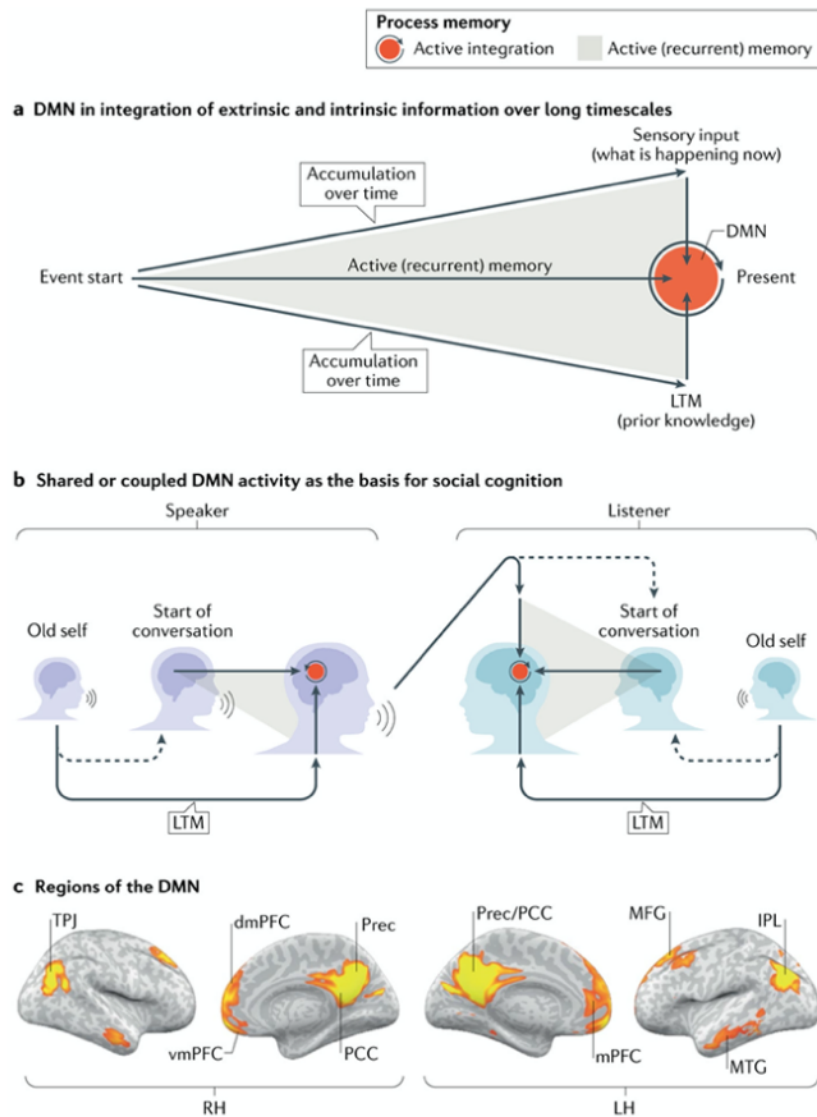 Process memory
Active integration
Active (recurrent) memory
a DMN in integration of extrinsic and intrinsic information over long timescales
Sensory input
(what is happening now)
Accumulation
over time
DMN
Event start
Active (recurrent) memory
Present
Accumulation
over time
LTM
(prior knowledge)
b Shared or coupled DMN activity as the basis for social cognition
Speaker
Listener
Old self
Start of
conversation
Start of
conversation
Old self
LTM
LTM
c Regions of the DMN
TPJ
dmPFC
Prec
Prec/PCC
MFG
IPL
vmPFC
PCC
mPFC
MTG
RH
LH